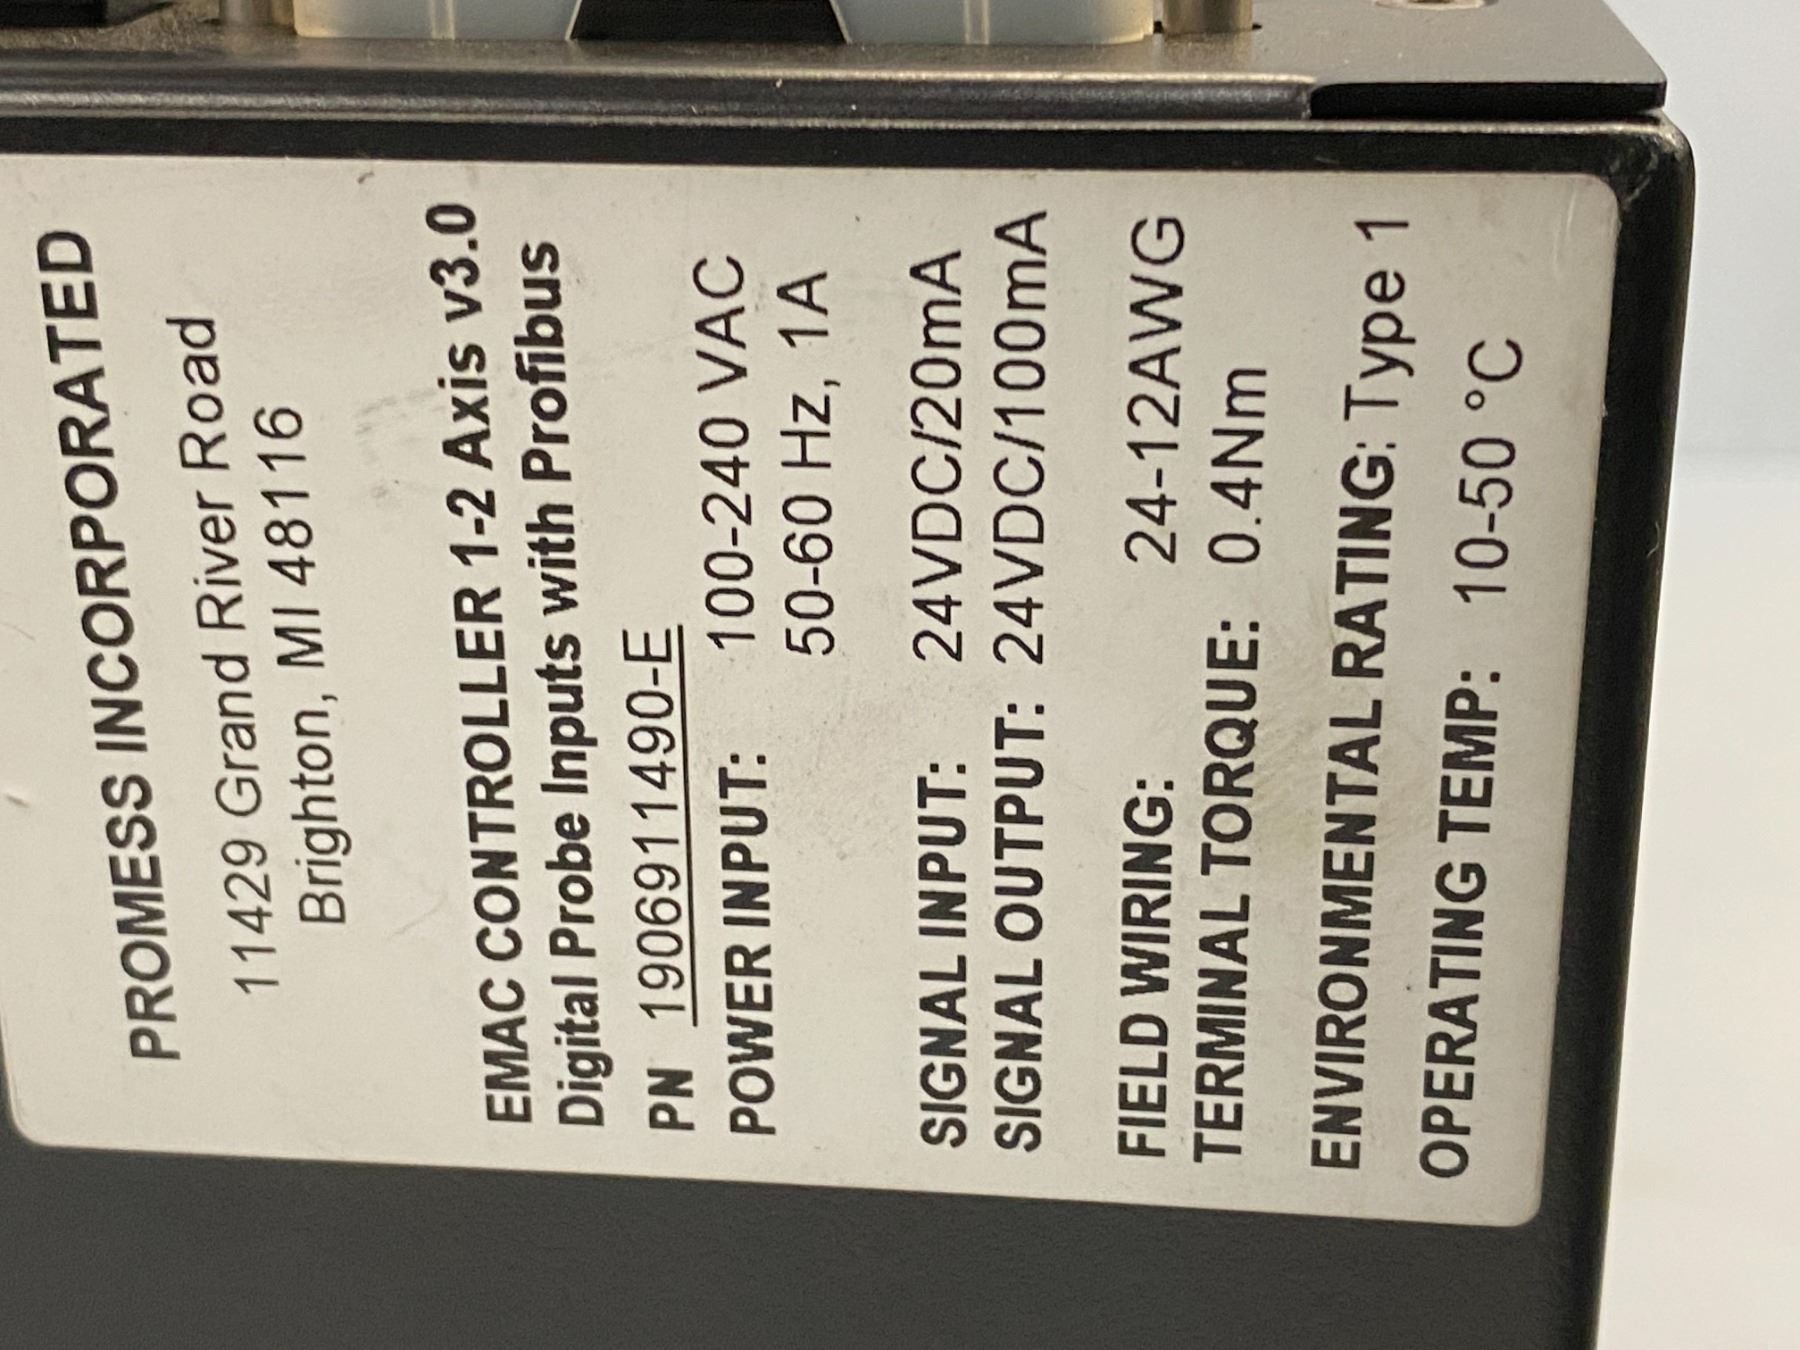 PROMESS INCORPORATED
11429 Grand River Road
Brighton, MI 48116
EMAC CONTROLLER 1-2 Axis v3.0
Digital Probe Inputs with Profibus
PN 1906911490-E
POWER INPUT: 100-240 VAC
50-60 Hz, 1A
SIGNAL INPUT: 24VDC/20mA
SIGNAL OUTPUT: 24VDC/100mA
FIELD WIRING: 24-12AWG
TERMINAL TORQUE: 0.4Nm
ENVIRONMENTAL RATING: Type 1
OPERATING TEMP: 10-50 °C